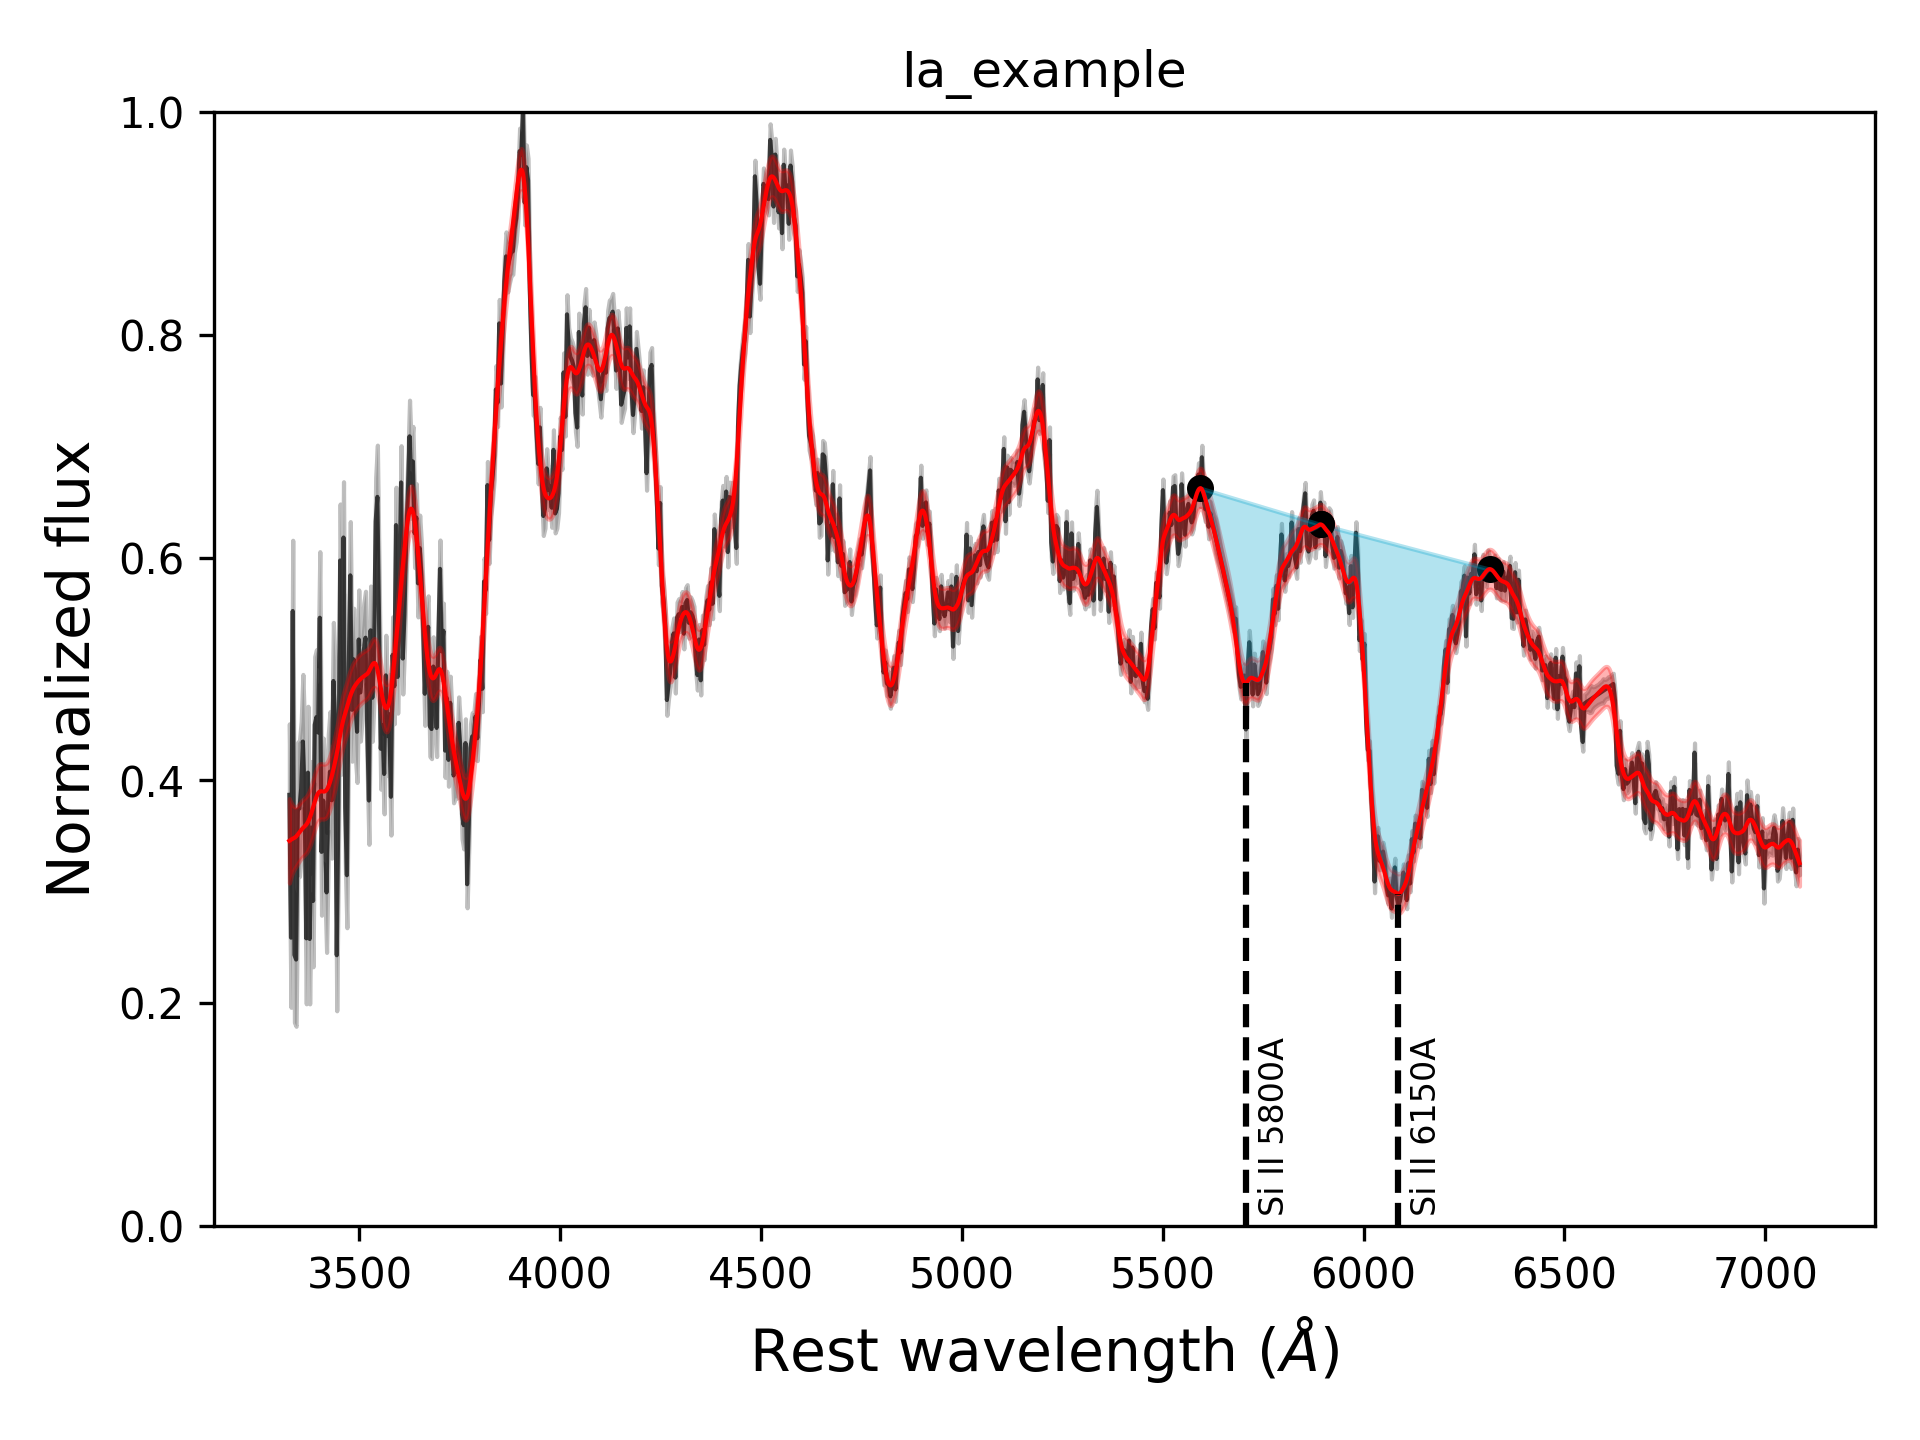 Ia_example
Normalized flux
1.0
0.8
0.6
0.4
0.2
0.0
Si II 5800A
Si II 6150A
3500 4000 4500 5000 5500 6000 6500 7000
Rest wavelength (Å)